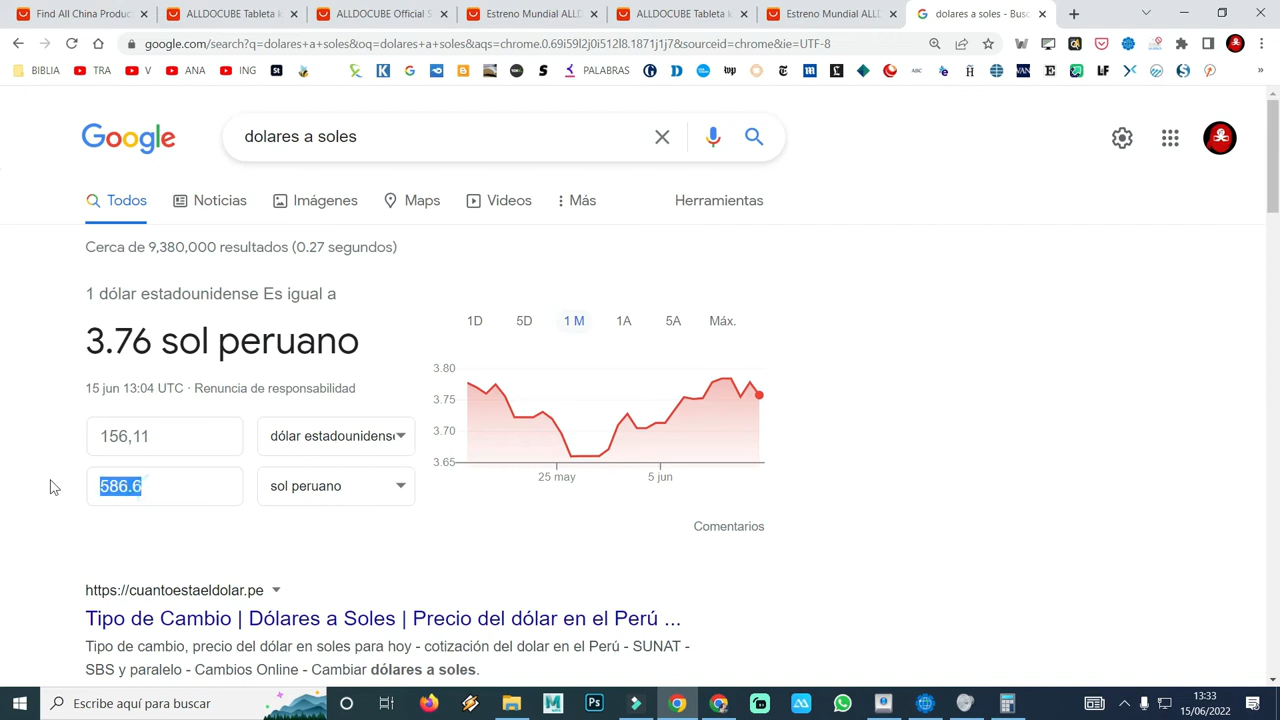 Find All China Produc
ALLDOCUBE Tableta k
ALLDOCUBE Official S
Estreno Mundial ALLD
ALLDOCUBE Tableta k
Estreno Mundial ALLD
dolares a soles - Busc
google.com/search?q=dolares+a+soles&oq=dolares++soles&aqs=chrome.0.69i59l2j0i512l8.1871j1j7&sourceid=chrome&ie=UTF-8
BIBLIA
TRA
V
ANA
ING
PALABRAS
Google
dolares a soles
Todos
Noticias
Imágenes
Maps
Videos
Más
Herramientas
Cerca de 9,380,000 resultados (0.27 segundos)
1 dólar estadounidense Es igual a
3.76 sol peruano
15 jun 13:04 UTC · Renuncia de responsabilidad
156,11
dólar estadounidense
586.6
sol peruano
1D
5D
1 M
1A
5A
Máx.
3.80
3.75
3.70
3.65
25 may
5 jun
Comentarios
https://cuantoestaeldolar.pe
Tipo de Cambio | Dólares a Soles | Precio del dólar en el Perú ...
Tipo de cambio, precio del dólar en soles para hoy - cotización del dolar en el Perú - SUNAT -
SBS y paralelo - Cambios Online - Cambiar dólares a soles.
Escribe aquí para buscar
13:33
15/06/2022